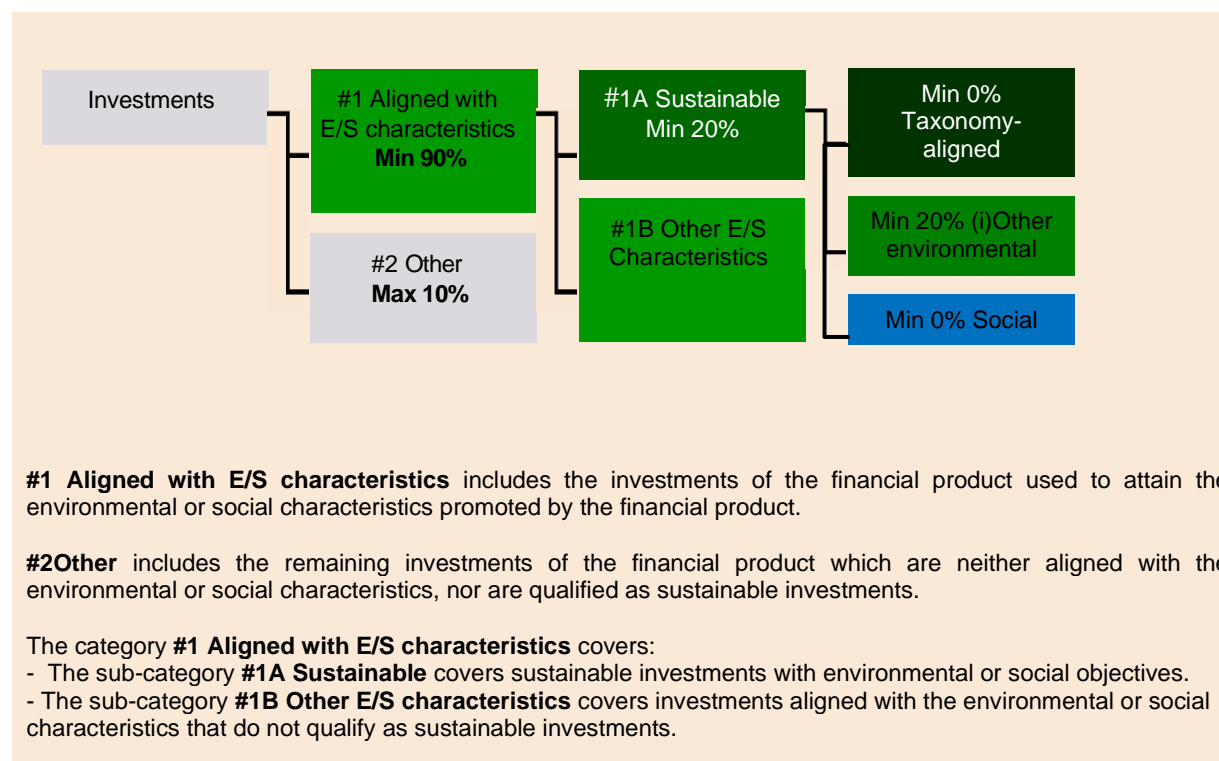 Investments
#1 Aligned with
E/S characteristics
Min 90%
#2 Other
Max 10%
#1A Sustainable
Min 20%
#1B Other E/S
Characteristics
Min 0%
Taxonomy-
aligned
Min 20% (i)Other
environmental
Min 0% Social
#1 Aligned with E/S characteristics includes the investments of the financial product used to attain the
environmental or social characteristics promoted by the financial product.
#2Other includes the remaining investments of the financial product which are neither aligned with the
environmental or social characteristics, nor are qualified as sustainable investments.
The category #1 Aligned with E/S characteristics covers:
- The sub-category #1A Sustainable covers sustainable investments with environmental or social objectives.
- The sub-category #1B Other E/S characteristics covers investments aligned with the environmental or social
characteristics that do not qualify as sustainable investments.